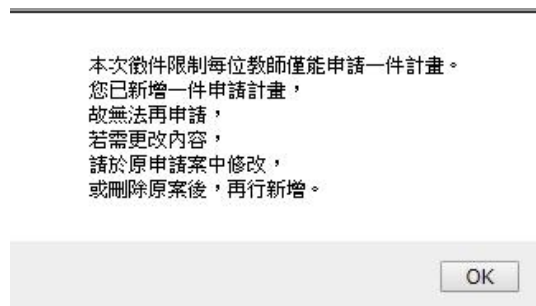 本次徵件限制每位教師僅能申請一件計畫。
您已新增一件申請計畫，
故無法再申請，
若需更改內容，
請於原申請案中修改，
或刪除原案後，再行新增。
OK